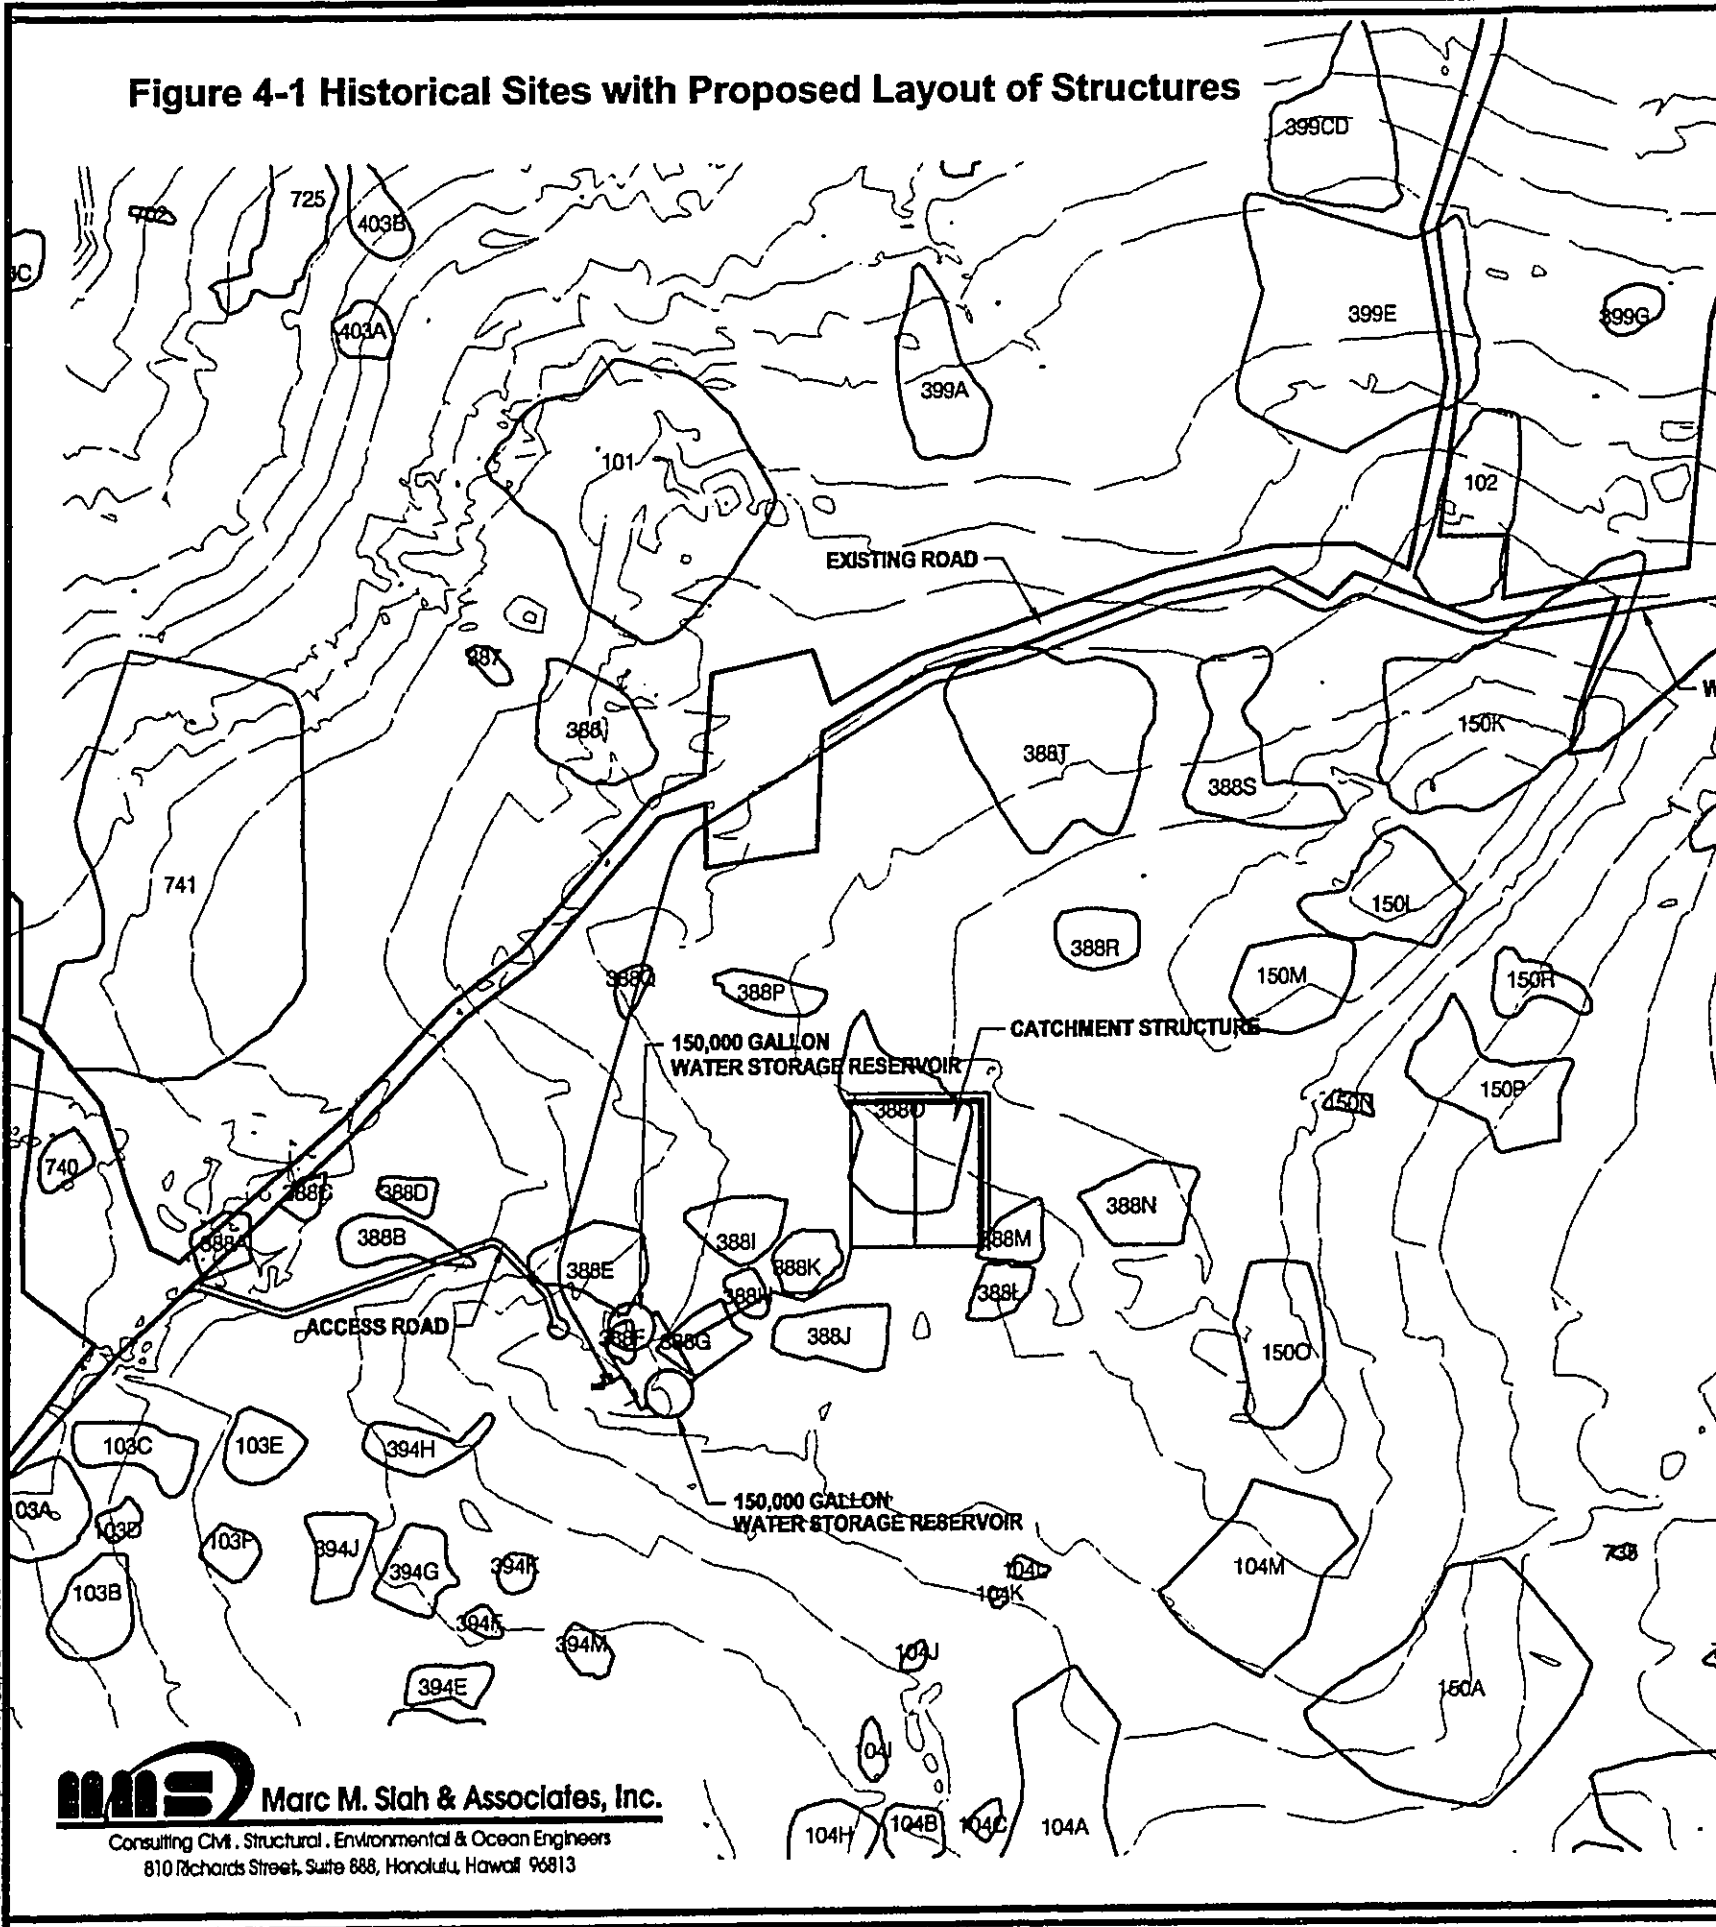 Figure 4-1 Historical Sites with Proposed Layout of Structures
399CD
725
702
403B
403A
399E
399G
399A
101
102
EXISTING ROAD
387
388T
388S
150K
W
741
150L
388R
150M
150R
388Q
388P
CATCHMENT STRUCTURE
150,000 GALLON
WATER STORAGE RESERVOIR
388O
150N
150P
740
388C
388D
388A
388B
388I
388M
388N
388E
388K
388H
388L
ACCESS ROAD
388F
388G
388J
150O
103C
103E
394H
150,000 GALLON
WATER STORAGE RESERVOIR
03A
103D
103F
394J
394G
394K
103B
104L
104K
104M
394F
394M
104J
394E
150A
104I
104H
104B
104C
104A
Marc M. Siah & Associates, Inc.
Consulting Civil . Structural . Environmental & Ocean Engineers
810 Richards Street, Suite 888, Honolulu, Hawaii 96813